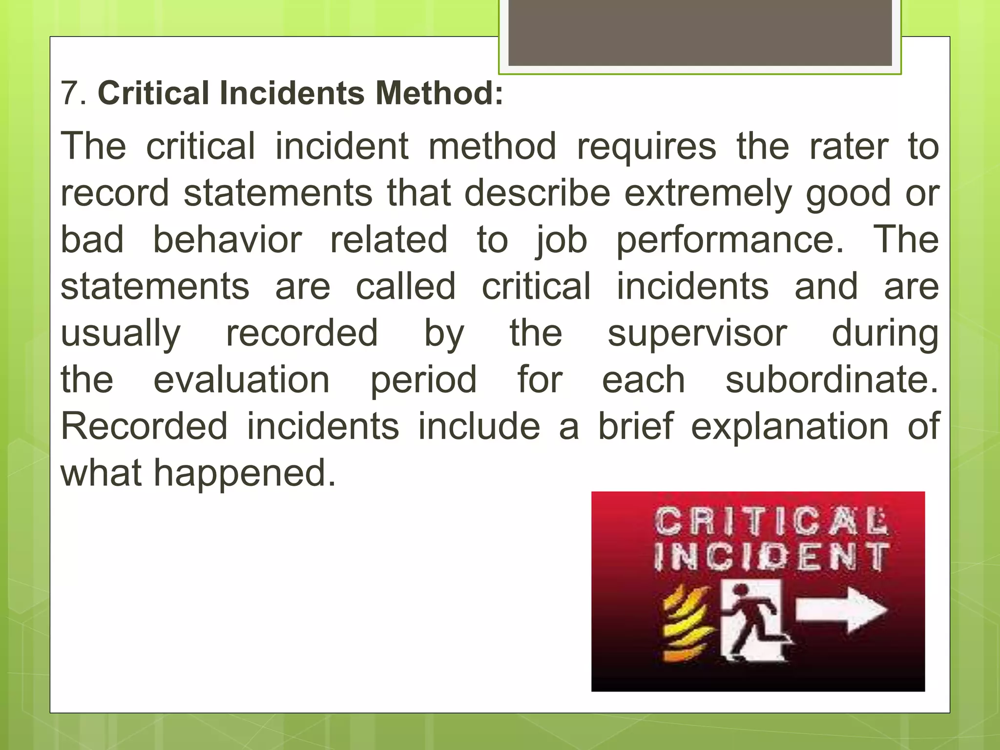 7. Critical Incidents Method:
The critical incident method requires the rater to
record statements that describe extremely good or
bad behavior related to job performance. The
statements are called critical incidents and are
usually recorded by the supervisor during
the evaluation period for each subordinate.
Recorded incidents include a brief explanation of
what happened.
CRITICAL
INCIDENT